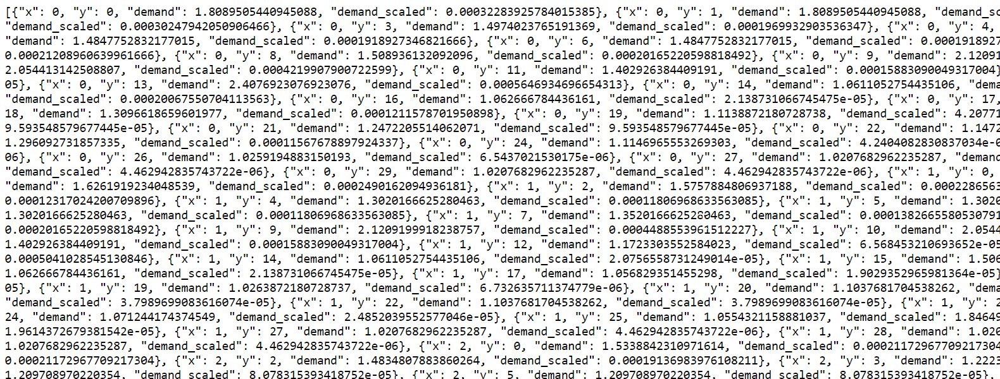 [{"x": 0, "y": 0, "demand": 1.8089505440945088, "demand_scaled": 0.00032283925784015385}, {"x": 0, "y": 1, "demand": 1.8089505440945088, "demand_sc
"demand_scaled": 0.00030247942050906466}, {"x": 0, "y": 3, "demand": 1.4974023765191369, "demand_scaled": 0.0001969932903536347}, {"x": 0, "y": 4,
"demand": 1.4847752832177015, "demand_scaled": 0.00019189273468216​66}, {"x": 0, "y": 6, "demand": 1.4847752832177015, "demand_scaled": 0.0001918927
0.00021208960639961666}, {"x": 0, "y": 8, "demand": 1.508936132092096, "demand_scaled": 0.00020165220598818492}, {"x": 0, "y": 9, "demand": 2.12091
2.054413142508807, "demand_scaled": 0.0004219907900722599}, {"x": 0, "y": 11, "demand": 1.402926384409191, "demand_scaled": 0.00015883090049317004}
05}, {"x": 0, "y": 13, "demand": 2.4076923076923076, "demand_scaled": 0.0005646934696654313}, {"x": 0, "y": 14, "demand": 1.0611052754435106, "dema
"demand_scaled": 0.00020067550704113563}, {"x": 0, "y": 16, "demand": 1.062666784436161, "demand_scaled": 2.138731066745475e-05}, {"x": 0, "y": 17,
18, "demand": 1.3096618659601977, "demand_scaled": 0.0001211578701950898}, {"x": 0, "y": 19, "demand": 1.1138872180728738, "demand_scaled": 4.20771
9.593548579677445e-05}, {"x": 0, "y": 21, "demand": 1.2472205514062071, "demand_scaled": 9.593548579677445e-05}, {"x": 0, "y": 22, "demand": 1.1472
1.296092731857335, "demand_scaled": 0.000115676788979​24337}, {"x": 0, "y": 24, "demand": 1.1146965553269303, "demand_scaled": 4.2404082830837034e-0
06}, {"x": 0, "y": 26, "demand": 1.0259194883150193, "demand_scaled": 6.5437021530175e-06}, {"x": 0, "y": 27, "demand": 1.0207682962235287, "demand
"demand_scaled": 4.462942835743722e-06}, {"x": 0, "y": 29, "demand": 1.0207682962235287, "demand_scaled": 4.462942835743722e-06}, {"x": 1, "y": 0,
"demand": 1.6261919234048539, "demand_scaled": 0.0002490162094936181}, {"x": 1, "y": 2, "demand": 1.5757884806937188, "demand_scaled": 0.0002286563
0.00012317024200709896}, {"x": 1, "y": 4, "demand": 1.3020166625280463, "demand_scaled": 0.00011806968633563085}, {"x": 1, "y": 5, "demand": 1.3020
1.3020166625280463, "demand_scaled": 0.00011806968633563085}, {"x": 1, "y": 7, "demand": 1.3520166625280463, "demand_scaled": 0.0001382665580530791
0.00020165220598818492}, {"x": 1, "y": 9, "demand": 2.1209199918238757, "demand_scaled": 0.0004488553961512227}, {"x": 1, "y": 10, "demand": 2.0544
1.402926384409191, "demand_scaled": 0.00015883090049317004}, {"x": 1, "y": 12, "demand": 1.1723303552584023, "demand_scaled": 6.568453210693652e-05
0.0005041028545130846}, {"x": 1, "y": 14, "demand": 1.0611052754435106, "demand_scaled": 2.0756558731249014e-05}, {"x": 1, "y": 15, "demand": 1.506
1.062666784436161, "demand_scaled": 2.138731066745475e-05}, {"x": 1, "y": 17, "demand": 1.056829351455298, "demand_scaled": 1.9029352965981364e-05}
05}, {"x": 1, "y": 19, "demand": 1.0263872180728737, "demand_scaled": 6.732635711374779e-06}, {"x": 1, "y": 20, "demand": 1.1037681704538262, "dema
"demand_scaled": 3.7989699083616074e-05}, {"x": 1, "y": 22, "demand": 1.1037681704538262, "demand_scaled": 3.7989699083616074e-05}, {"x": 1, "y": 2
24, "demand": 1.071244174374549, "demand_scaled": 2.4852039552577046e-05}, {"x": 1, "y": 25, "demand": 1.0554321158881037, "demand_scaled": 1.84649
1.9614372679381542e-05}, {"x": 1, "y": 27, "demand": 1.0207682962235287, "demand_scaled": 4.462942835743722e-06}, {"x": 1, "y": 28, "demand": 1.020
1.0207682962235287, "demand_scaled": 4.462942835743722e-06}, {"x": 2, "y": 0, "demand": 1.5338842310971614, "demand_scaled": 0.00021172967709217304
0.00021172967709217304}, {"x": 2, "y": 2, "demand": 1.4834807883860264, "demand_scaled": 0.00019136983976108211}, {"x": 2, "y": 3, "demand": 1.2223
1.209708970220354, "demand_scaled": 8.078315393418752e-05}, {"x": 2, "y": 5, "demand": 1.209708970220354, "demand_scaled": 8.078315393418752e-05},